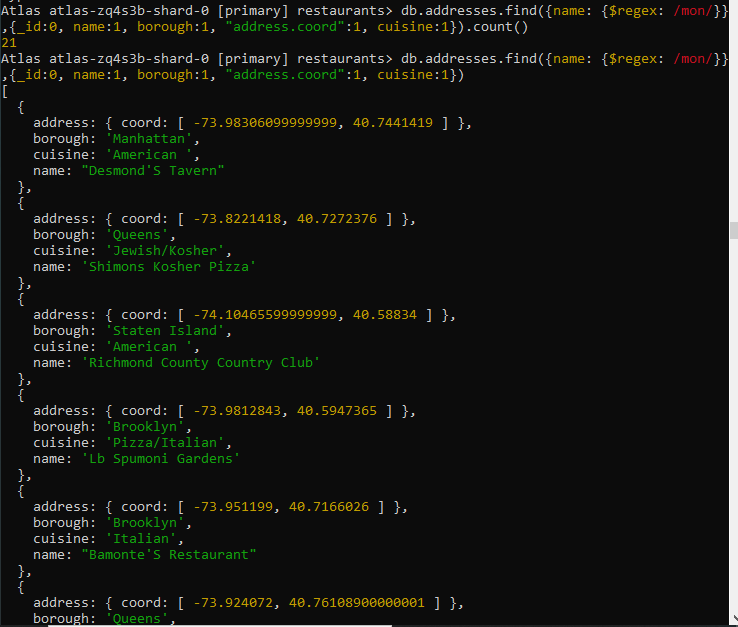 Atlas atlas-zq4s3b-shard-0 [primary] restaurants> db.addresses.find({name: {$regex: /mon/}}
,{_id:0, name:1, borough:1, "address.coord":1, cuisine:1}).count()
21
Atlas atlas-zq4s3b-shard-0 [primary] restaurants> db.addresses.find({name: {$regex: /mon/}}
,{_id:0, name:1, borough:1, "address.coord":1, cuisine:1})
[
  {
    address: { coord: [ -73.98306099999999, 40.7441419 ] },
    borough: 'Manhattan',
    cuisine: 'American ',
    name: "Desmond'S Tavern"
  },
  {
    address: { coord: [ -73.8221418, 40.7272376 ] },
    borough: 'Queens',
    cuisine: 'Jewish/Kosher',
    name: 'Shimons Kosher Pizza'
  },
  {
    address: { coord: [ -74.10465599999999, 40.58834 ] },
    borough: 'Staten Island',
    cuisine: 'American ',
    name: 'Richmond County Country Club'
  },
  {
    address: { coord: [ -73.9812843, 40.5947365 ] },
    borough: 'Brooklyn',
    cuisine: 'Pizza/Italian',
    name: 'Lb Spumoni Gardens'
  },
  {
    address: { coord: [ -73.951199, 40.7166026 ] },
    borough: 'Brooklyn',
    cuisine: 'Italian',
    name: "Bamonte'S Restaurant"
  },
  {
    address: { coord: [ -73.924072, 40.76108900000001 ] },
    borough: 'Queens',